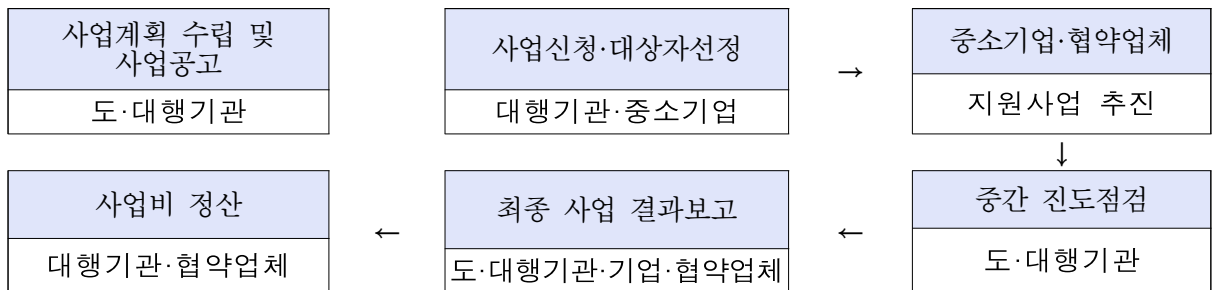 사업계획 수립 및
사업공고
도·대행기관
사업신청·대상자선정
대행기관·중소기업
→
중소기업·협약업체
지원사업 추진
↓
중간 진도점검
도·대행기관
←
최종 사업 결과보고
도·대행기관·기업·협약업체
←
사업비 정산
대행기관·협약업체